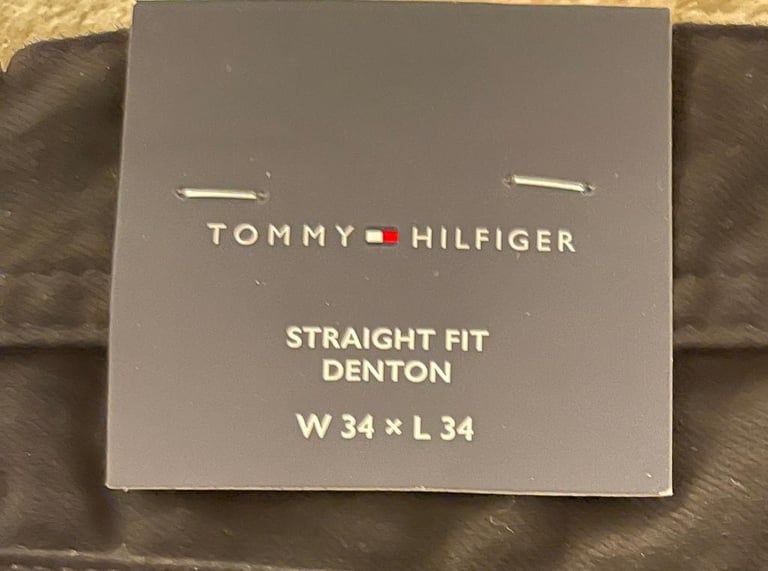 TOMMY HILFIGER
STRAIGHT FIT
DENTON
W 34 × L 34